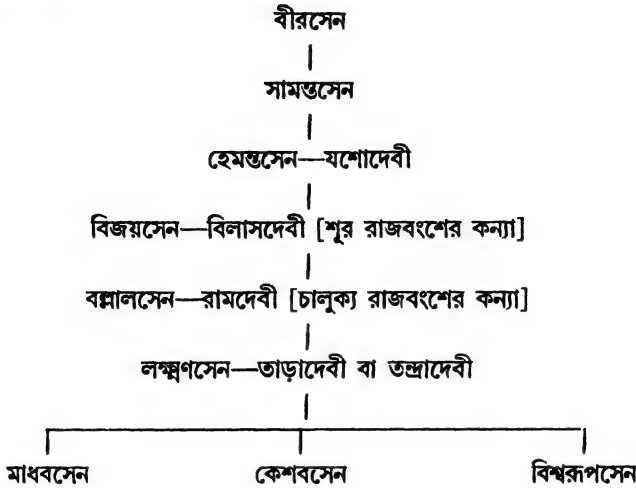 বীরসেন
সামন্তসেন
হেমন্তসেন—যশোদেবী
বিজয়সেন—বিলাসদেবী [শূর রাজবংশের কন্যা]
বল্লালসেন—রামদেবী [চালুক্য রাজবংশের কন্যা]
লক্ষ্মণসেন—তাড়াদেবী বা তন্দ্রাদেবী
মাধবসেন কেশবসেন বিশ্বরূপসেন